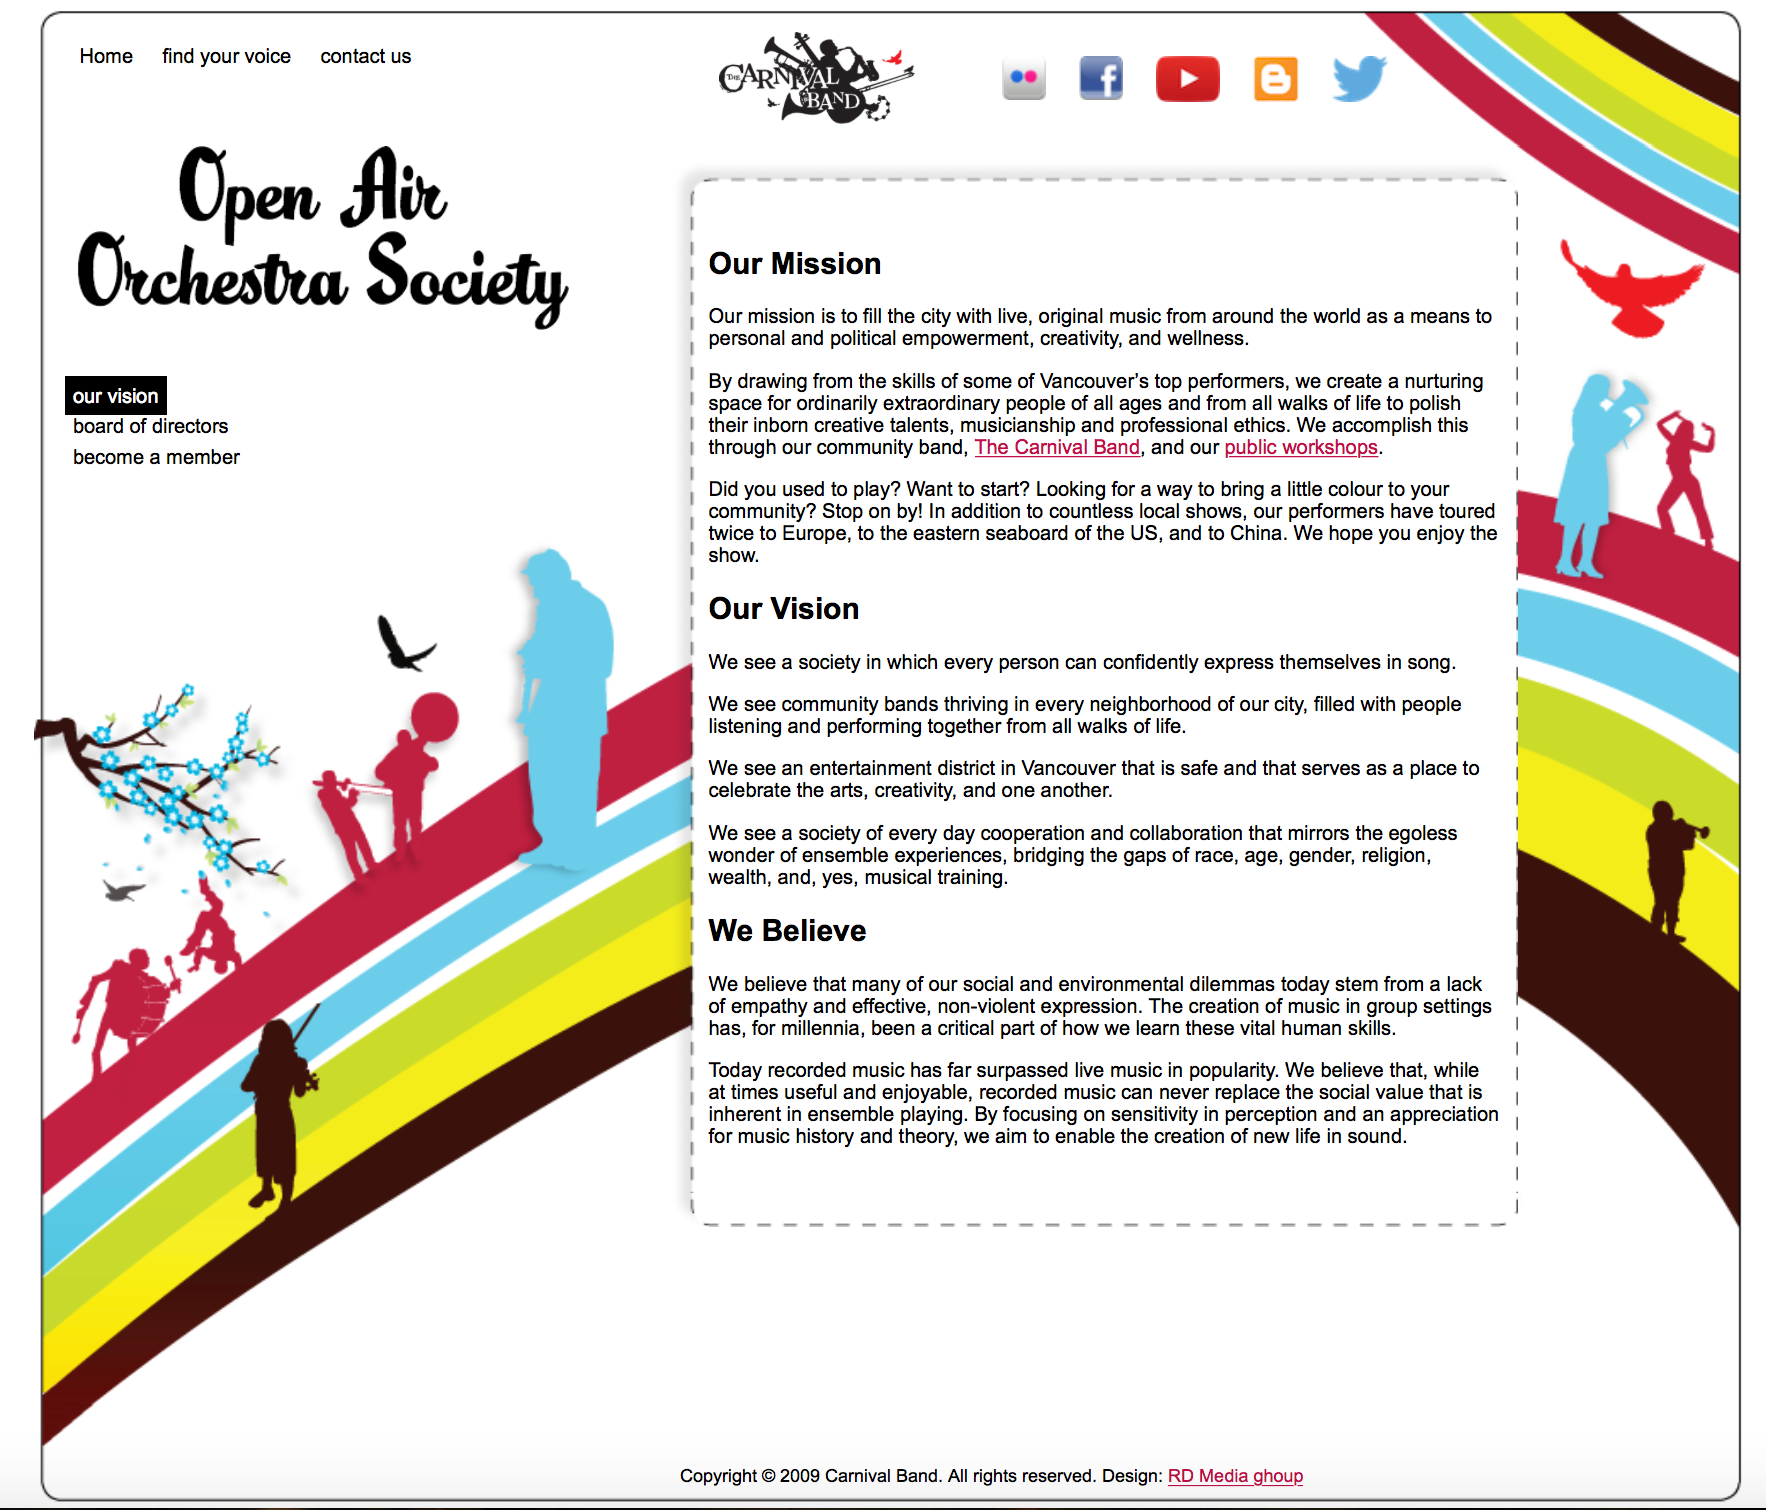 Home find your voice contact us
THE CARNIVAL BAND
Open Air
Orchestra Society
our vision
board of directors
become a member
Our Mission
Our mission is to fill the city with live, original music from around the world as a means to
personal and political empowerment, creativity, and wellness.
By drawing from the skills of some of Vancouver’s top performers, we create a nurturing
space for ordinarily extraordinary people of all ages and from all walks of life to polish
their inborn creative talents, musicianship and professional ethics. We accomplish this
through our community band, The Carnival Band, and our public workshops.
Did you used to play? Want to start? Looking for a way to bring a little colour to your
community? Stop on by! In addition to countless local shows, our performers have toured
twice to Europe, to the eastern seaboard of the US, and to China. We hope you enjoy the
show.
Our Vision
We see a society in which every person can confidently express themselves in song.
We see community bands thriving in every neighborhood of our city, filled with people
listening and performing together from all walks of life.
We see an entertainment district in Vancouver that is safe and that serves as a place to
celebrate the arts, creativity, and one another.
We see a society of every day cooperation and collaboration that mirrors the egoless
wonder of ensemble experiences, bridging the gaps of race, age, gender, religion,
wealth, and, yes, musical training.
We Believe
We believe that many of our social and environmental dilemmas today stem from a lack
of empathy and effective, non-violent expression. The creation of music in group settings
has, for millennia, been a critical part of how we learn these vital human skills.
Today recorded music has far surpassed live music in popularity. We believe that, while
at times useful and enjoyable, recorded music can never replace the social value that is
inherent in ensemble playing. By focusing on sensitivity in perception and an appreciation
for music history and theory, we aim to enable the creation of new life in sound.
Copyright © 2009 Carnival Band. All rights reserved. Design: RD Media ghoup